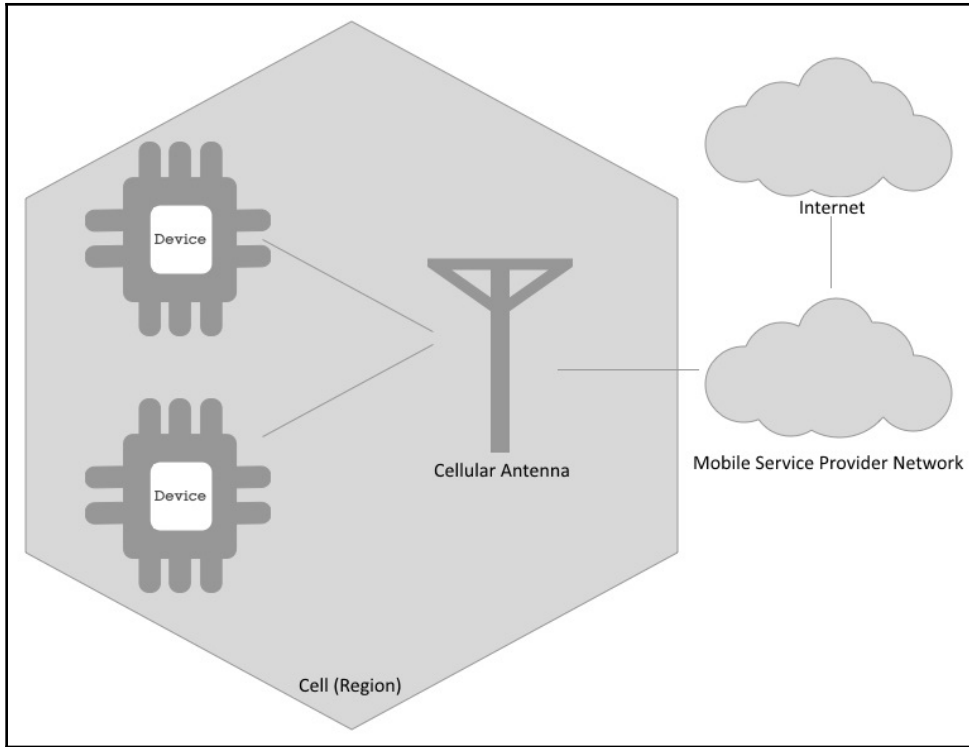 Device
Internet
Cellular Antenna
Mobile Service Provider Network
Device
Cell (Region)